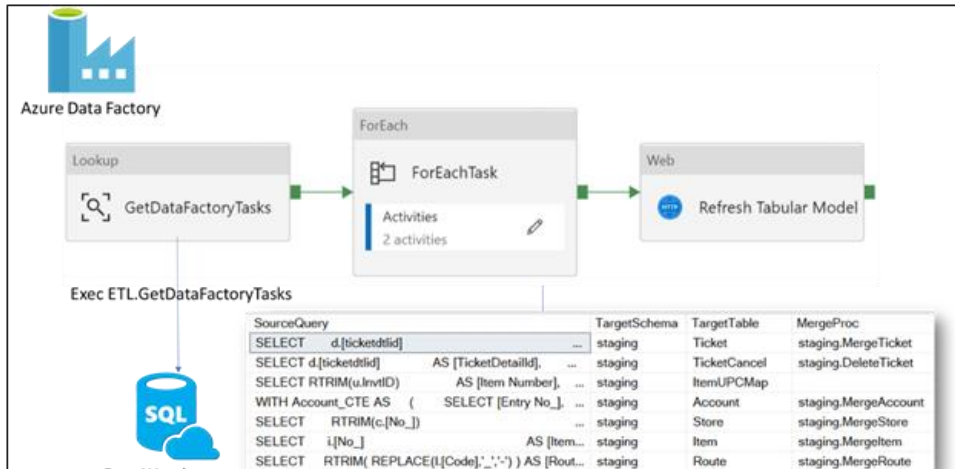 Azure Data Factory
Lookup
GetDataFactoryTasks
ForEach
ForEachTask
Activities
2 activities
Web
HTTP
Refresh Tabular Model
Exec ETL.GetDataFactoryTasks
SQL
SourceQuery TargetSchema TargetTable MergeProc
SELECT d.[ticketdtlid] ... staging Ticket staging.MergeTicket
SELECT d.[ticketdtlid] AS [TicketDetailId], ... staging TicketCancel staging.DeleteTicket
SELECT RTRIM(u.InvtID) AS [Item Number], ... staging ItemUPCMap
WITH Account_CTE AS ( SELECT [Entry No_], ... staging Account staging.MergeAccount
SELECT RTRIM(c.[No_]) ... staging Store staging.MergeStore
SELECT i.[No_] AS [Item... staging Item staging.MergeItem
SELECT RTRIM( REPLACE(l.[Code],'_','-') ) AS [Rout... staging Route staging.MergeRoute